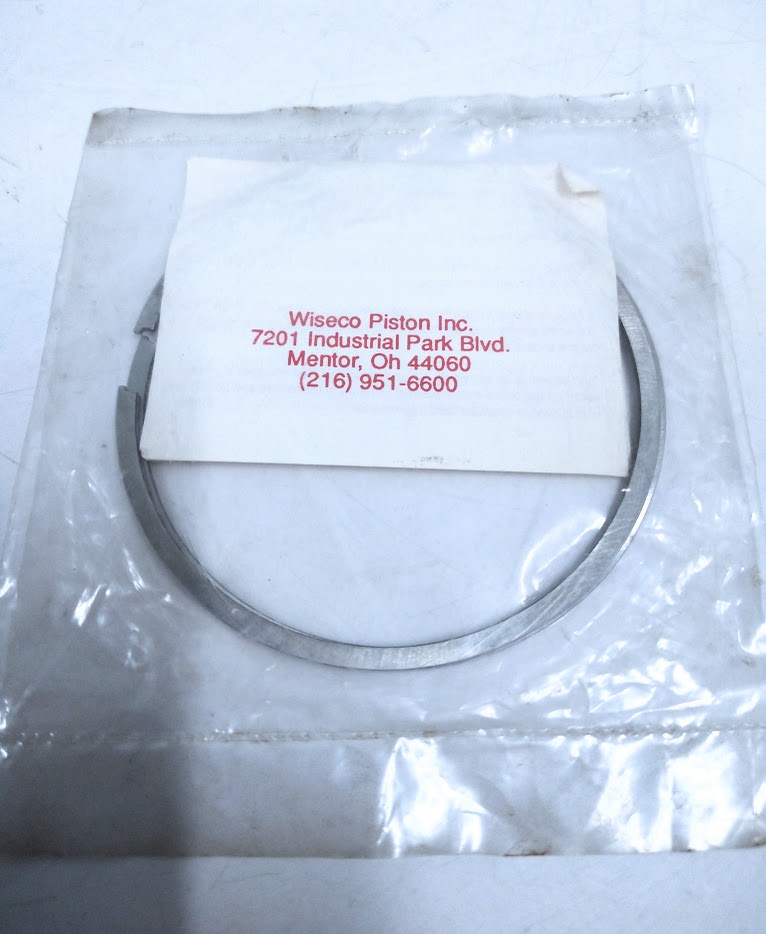 Wiseco Piston Inc.
7201 Industrial Park Blvd.
Mentor, Oh 44060
(216) 951-6600